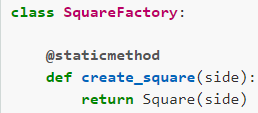 class SquareFactory:
    @staticmethod
    def create_square(side):
        return Square(side)